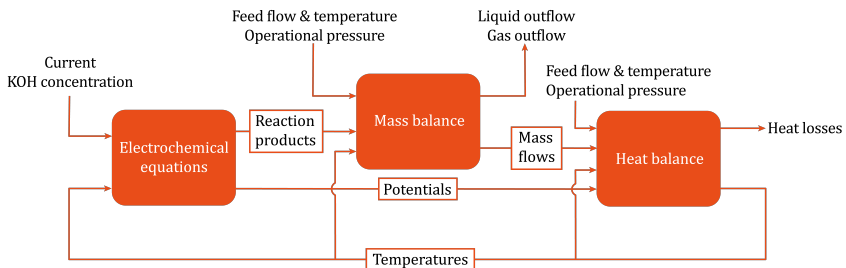 Feed flow & temperature
Operational pressure
Liquid outflow
Gas outflow
Current
KOH concentration
Feed flow & temperature
Operational pressure
Reaction
products
Mass balance
Electrochemical
equations
Mass
flows
Heat balance
Heat losses
Potentials
Temperatures